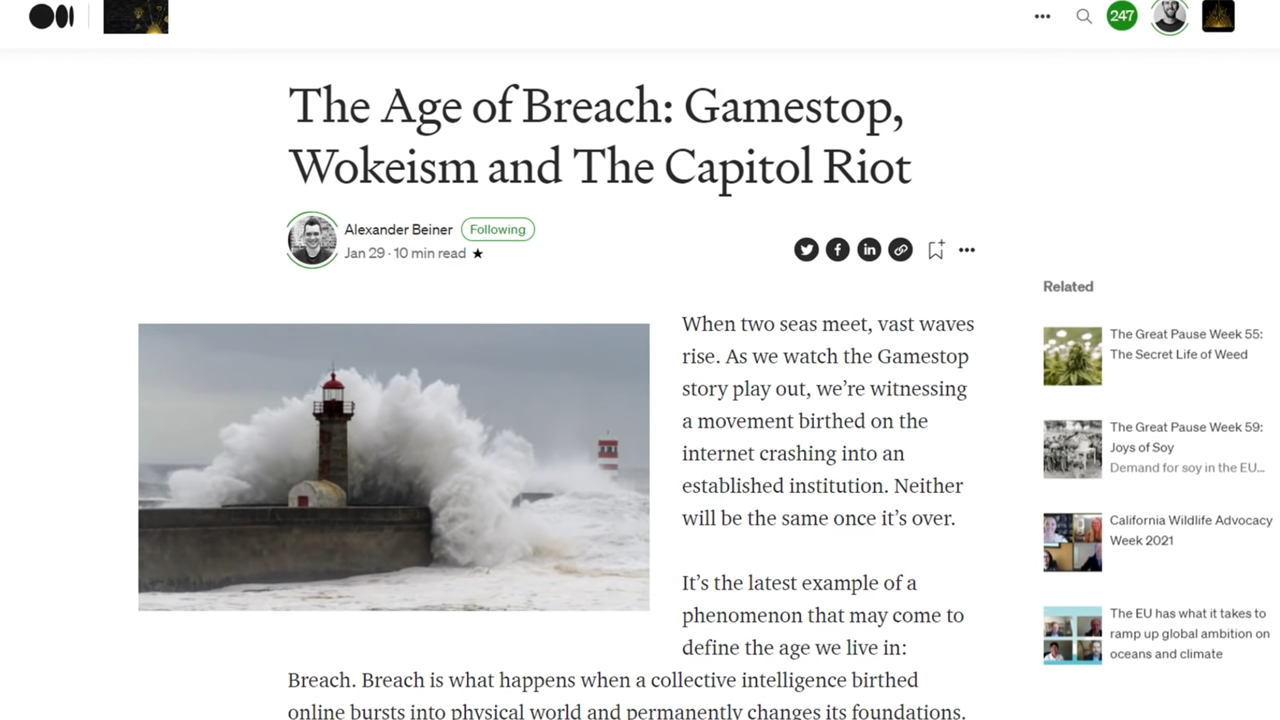 247
The Age of Breach: Gamestop,
Wokeism and The Capitol Riot
Alexander Beiner Following
Jan 29 · 10 min read ★
When two seas meet, vast waves
rise. As we watch the Gamestop
story play out, we’re witnessing
a movement birthed on the
internet crashing into an
established institution. Neither
will be the same once it’s over.
It’s the latest example of a
phenomenon that may come to
define the age we live in:
Breach. Breach is what happens when a collective intelligence birthed
online bursts into physical world and permanently changes its foundations.
Related
The Great Pause Week 55:
The Secret Life of Weed
The Great Pause Week 59:
Joys of Soy
Demand for soy in the EU...
California Wildlife Advocacy
Week 2021
The EU has what it takes to
ramp up global ambition on
oceans and climate